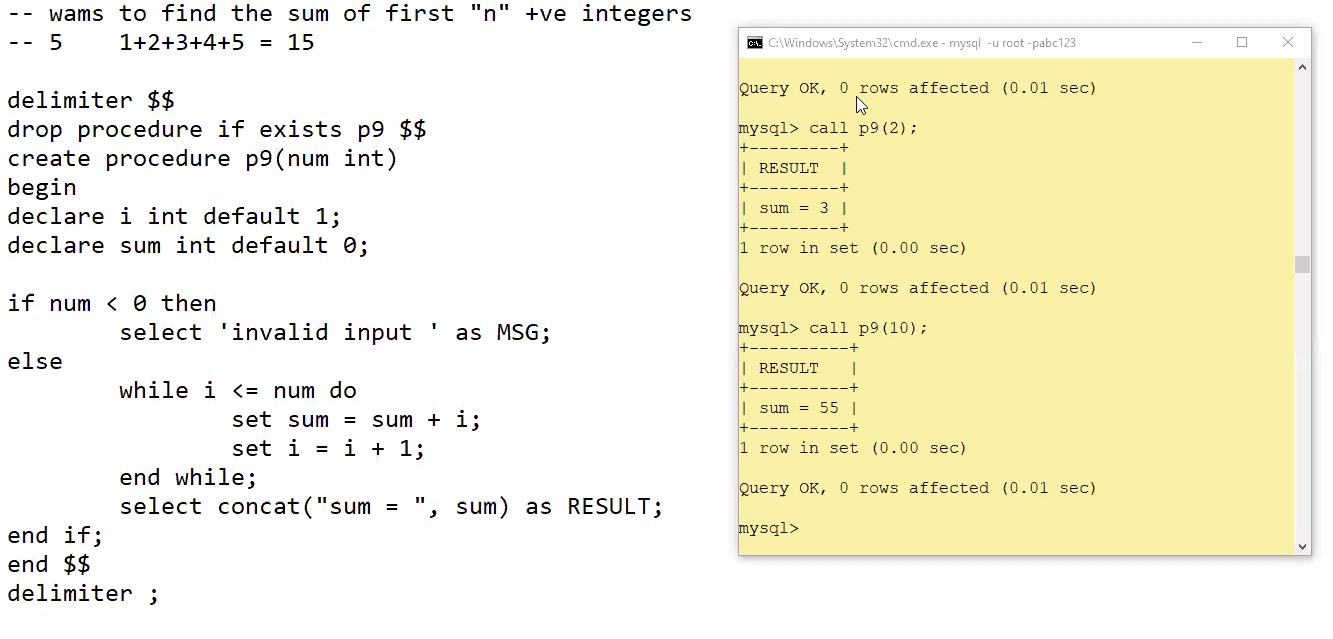 -- wams to find the sum of first "n" +ve integers
-- 5    1+2+3+4+5 = 15
delimiter $$
drop procedure if exists p9 $$
create procedure p9(num int)
begin
declare i int default 1;
declare sum int default 0;
if num < 0 then
        select 'invalid input ' as MSG;
else
        while i <= num do
                set sum = sum + i;
                set i = i + 1;
        end while;
        select concat("sum = ", sum) as RESULT;
end if;
end $$
delimiter ;
C:\Windows\System32\cmd.exe - mysql  -u root -pabc123
Query OK, 0 rows affected (0.01 sec)
mysql> call p9(2);
+---------+
| RESULT  |
+---------+
| sum = 3 |
+---------+
1 row in set (0.00 sec)
Query OK, 0 rows affected (0.01 sec)
mysql> call p9(10);
+----------+
| RESULT   |
+----------+
| sum = 55 |
+----------+
1 row in set (0.00 sec)
Query OK, 0 rows affected (0.01 sec)
mysql>